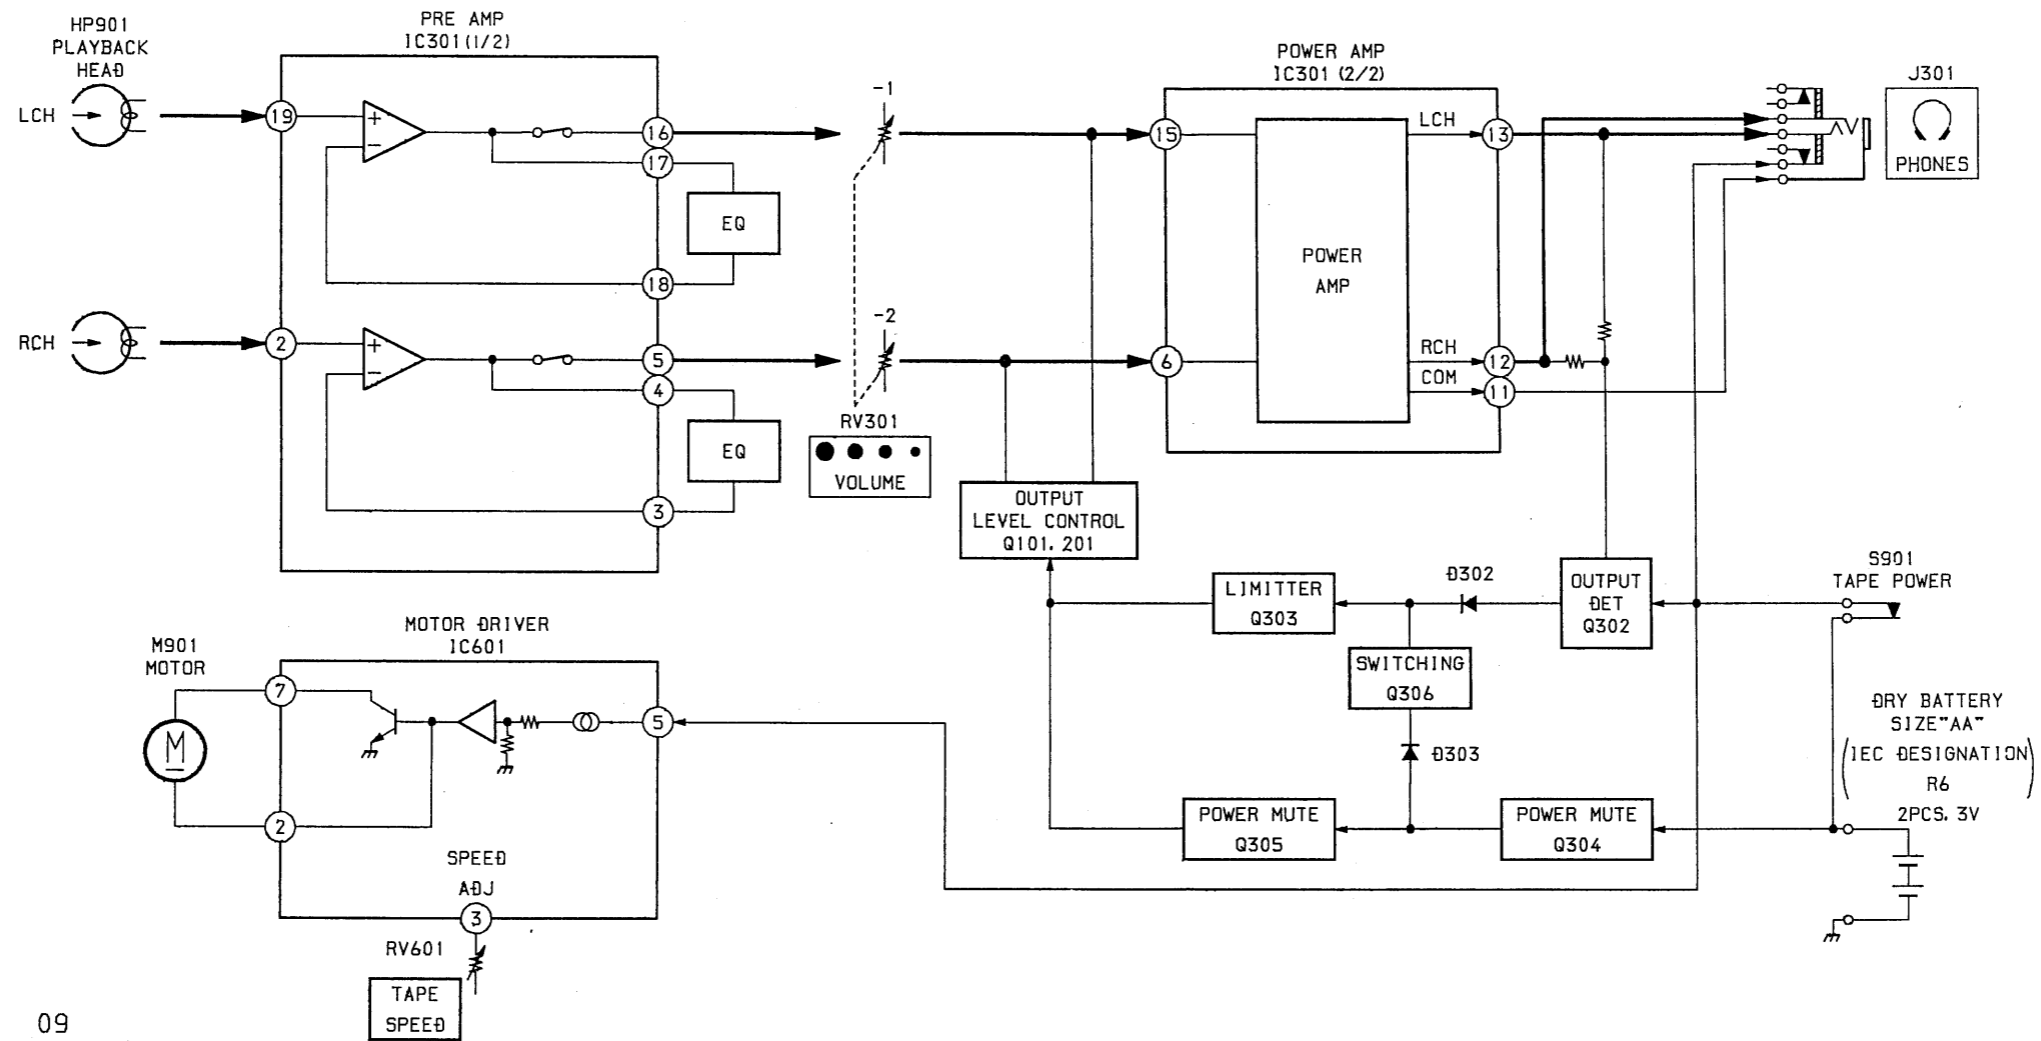 HP901
PLAYBACK
HEAD
LCH
RCH
PRE AMP
IC301(1/2)
19
+
−
16
17
EQ
18
2
+
−
5
4
EQ
3
-1
-2
RV301
VOLUME
POWER AMP
IC301(2/2)
15
LCH
13
POWER
AMP
6
RCH
12
COM
11
J301
PHONES
OUTPUT
LEVEL CONTROL
Q101. 201
LIMITTER
Q303
D302
OUTPUT
DET
Q302
S901
TAPE POWER
SWITCHING
Q306
D303
POWER MUTE
Q305
POWER MUTE
Q304
DRY BATTERY
SIZE"AA"
(IEC DESIGNATION)
R6
2PCS. 3V
MOTOR DRIVER
IC601
M901
MOTOR
M
7
5
2
SPEED
ADJ
3
RV601
TAPE
SPEED
09